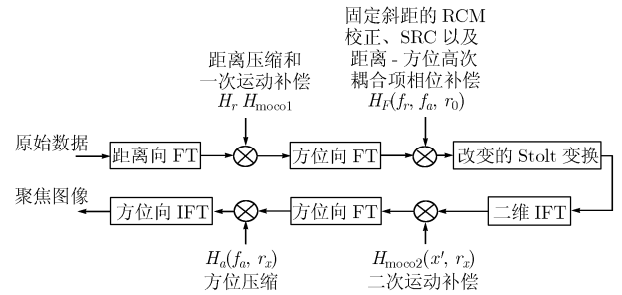 固定斜距的 RCM
校正、SRC 以及
距离 - 方位高次
耦合项相位补偿
H_F(f_r, f_a, r_0)
距离压缩和
一次运动补偿
H_r H_moco1
原始数据
距离向 FT
方位向 FT
改变的 Stolt 变换
聚焦图像
方位向 IFT
方位向 FT
二维 IFT
H_a(f_a, r_x)
方位压缩
H_moco2(x′, r_x)
二次运动补偿